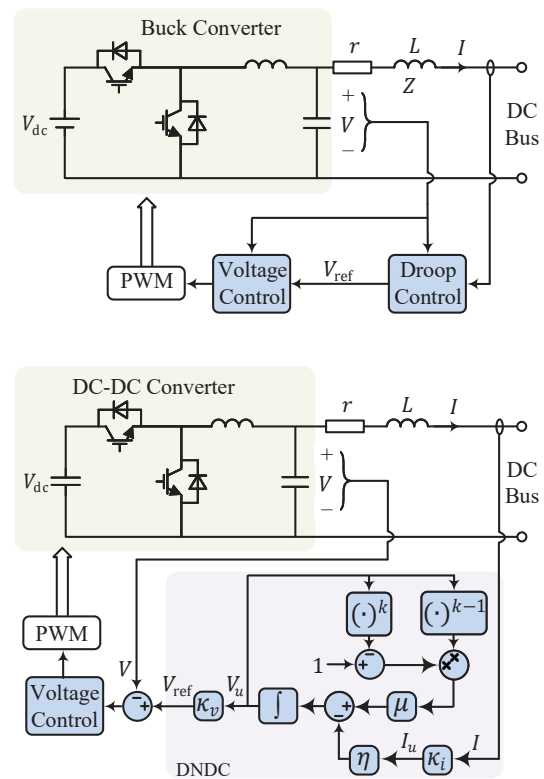 Buck Converter
r
L
I
Z
V_dc
+
V
−
DC
Bus
PWM
Voltage
Control
V_ref
Droop
Control
DC-DC Converter
r
L
I
V_dc
+
V
−
DC
Bus
PWM
(·)^k
(·)^{k−1}
1
+
−
×
×
V
Voltage
Control
−
+
V_ref
κ_v
V_u
∫
−
+
μ
η
I_u
κ_i
I
DNDC